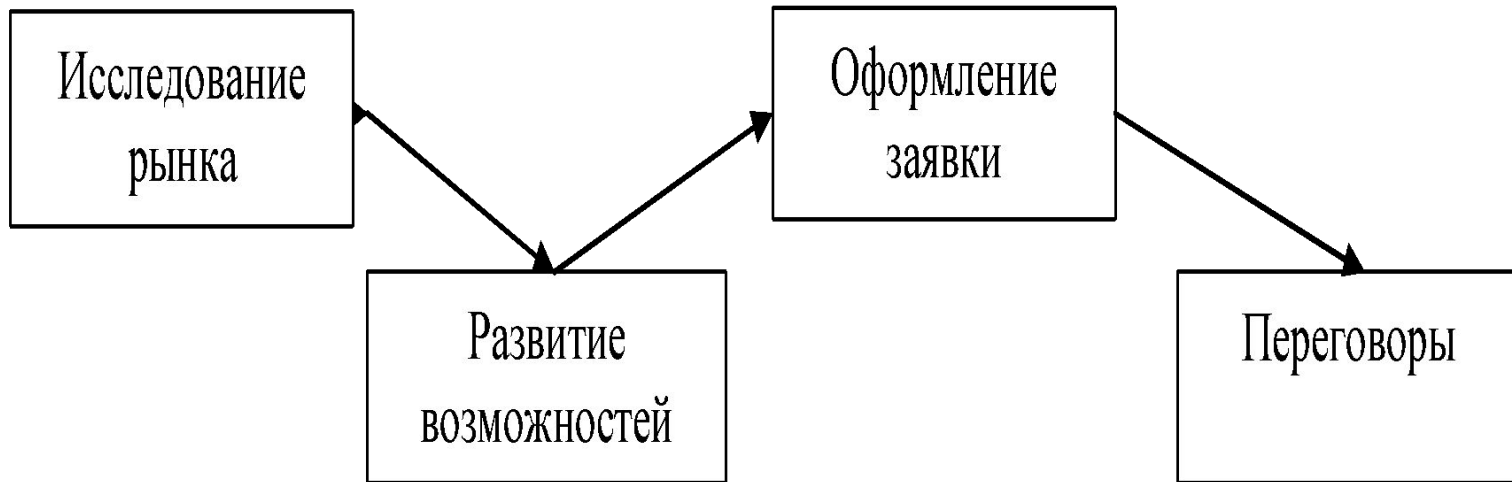 Исследование
рынка
Развитие
возможностей
Оформление
заявки
Переговоры